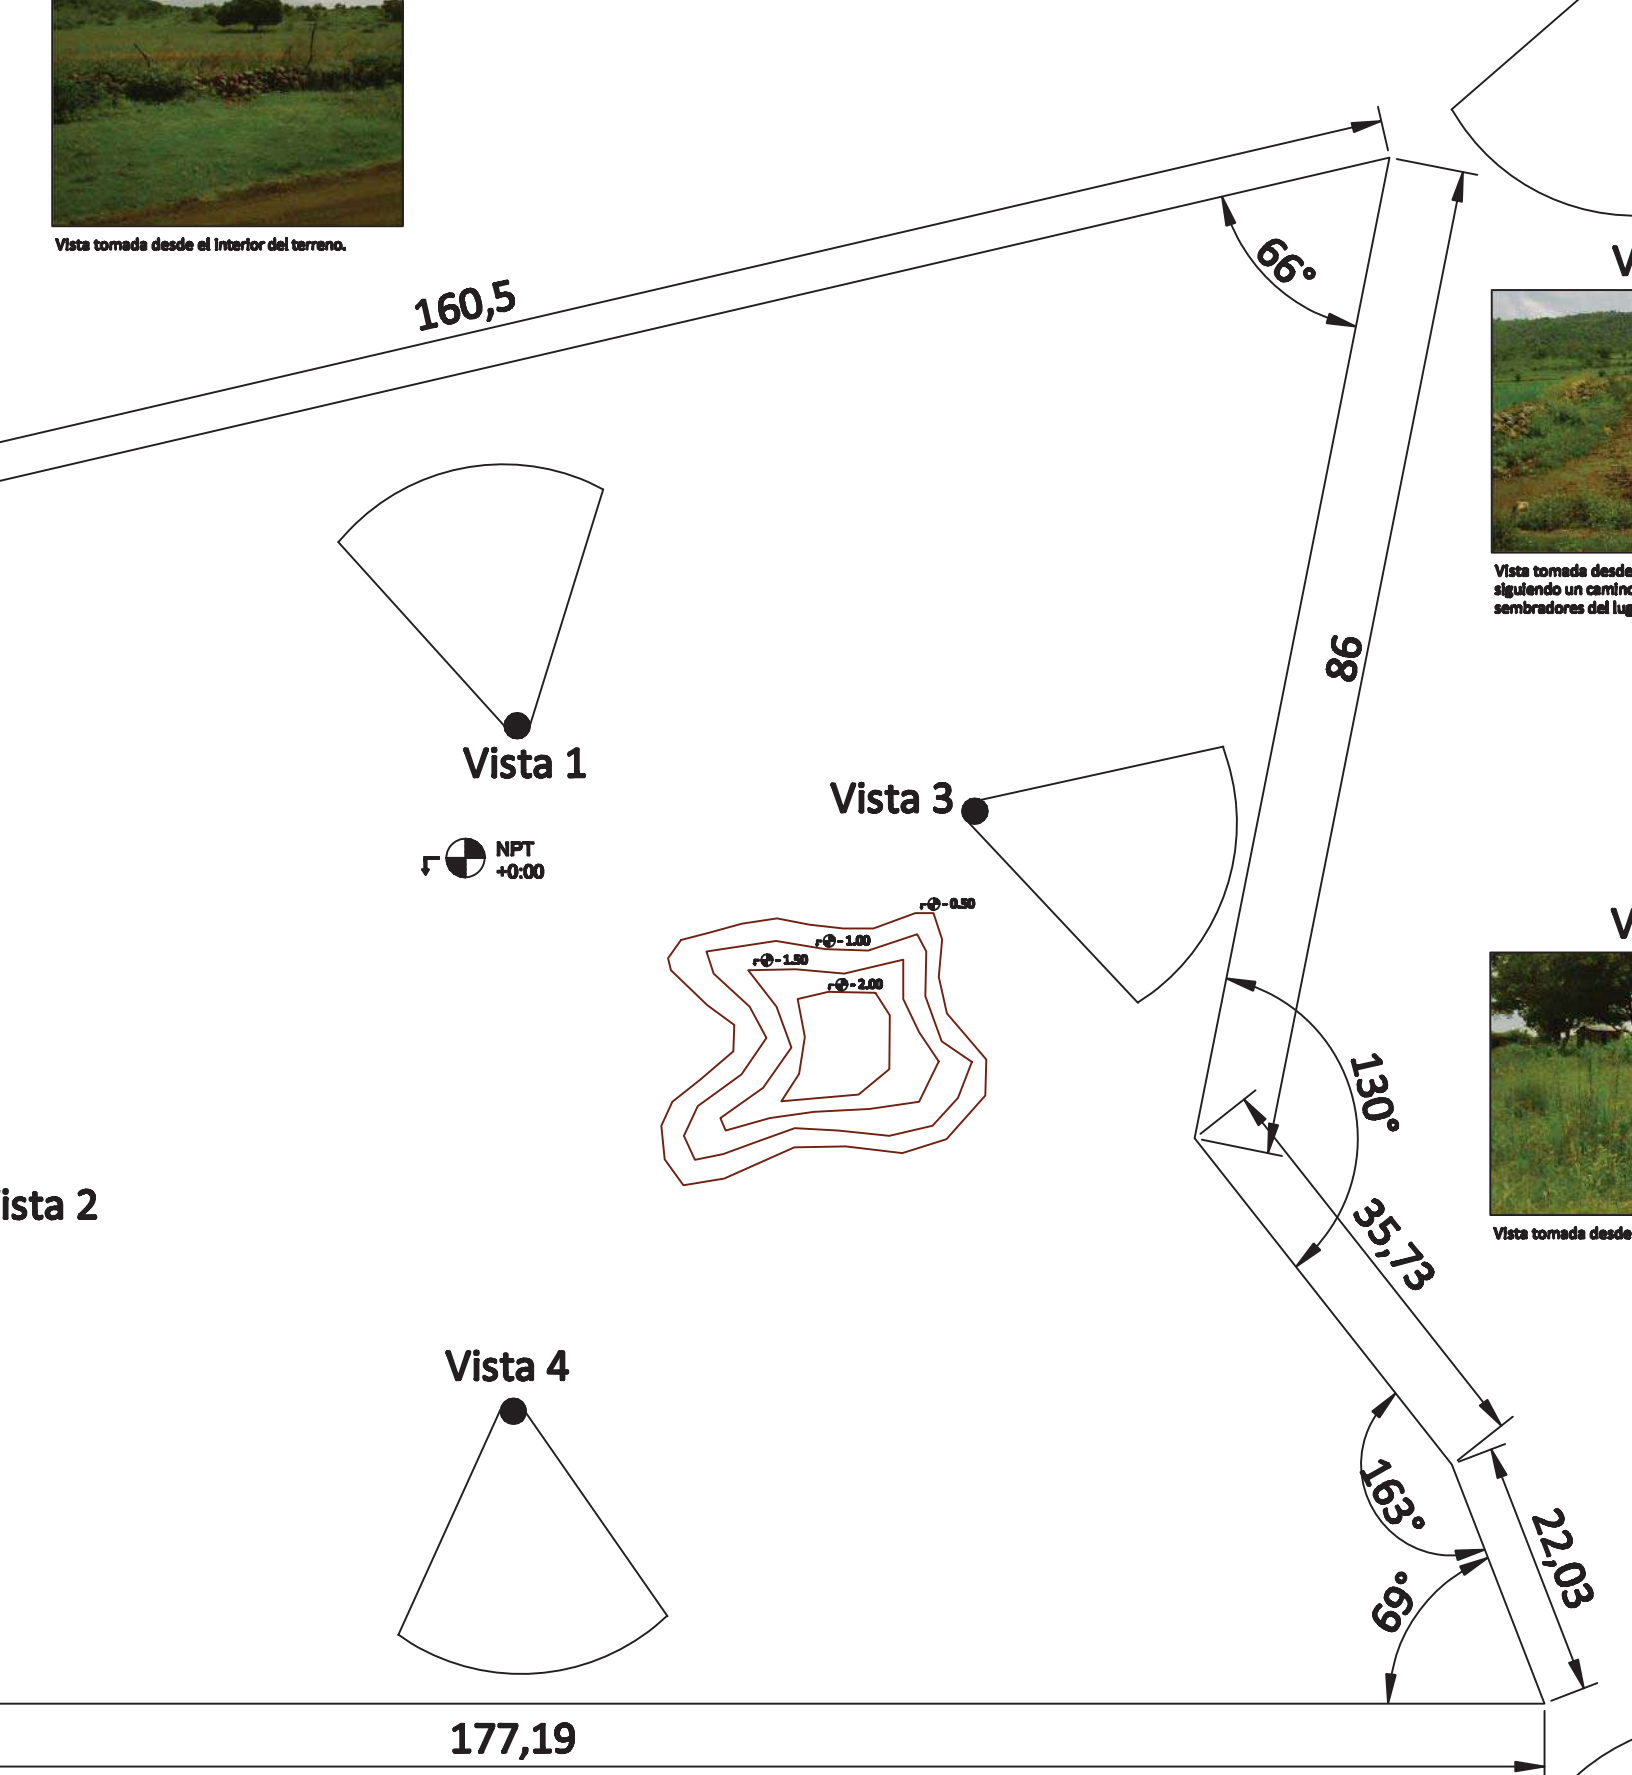 Vista tomada desde el interior del terreno.
160,5
66°
86
Vista tomada desde
siguiendo un camino
sembradores del lug
Vista 1
Vista 3
NPT
+0:00
- 0.50
- 1.00
- 1.50
- 2.00
130°
ista 2
35,73
Vista tomada desde
Vista 4
163°
22,03
69°
177,19